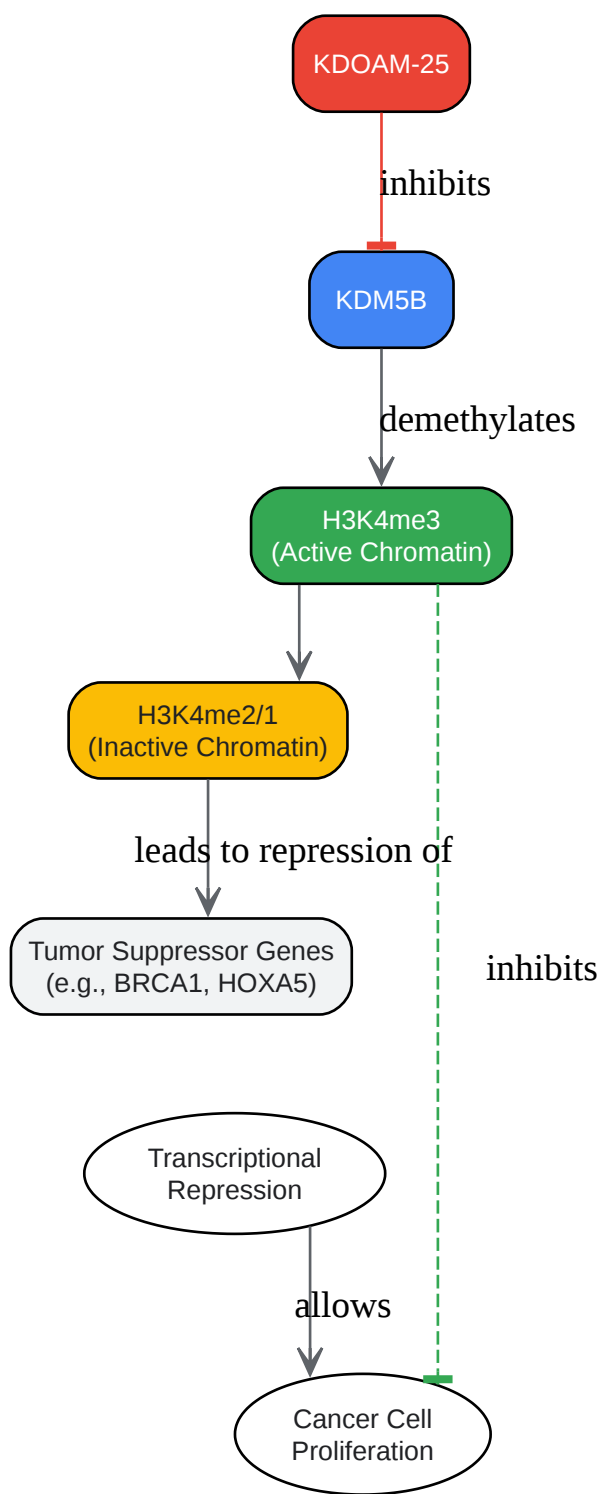 KDOAM-25
inhibits
KDM5B
demethylates
H3K4me3
(Active Chromatin)
H3K4me2/1
(Inactive Chromatin)
leads to repression of
Tumor Suppressor Genes
(e.g., BRCA1, HOXA5)
inhibits
Transcriptional
Repression
allows
Cancer Cell
Proliferation